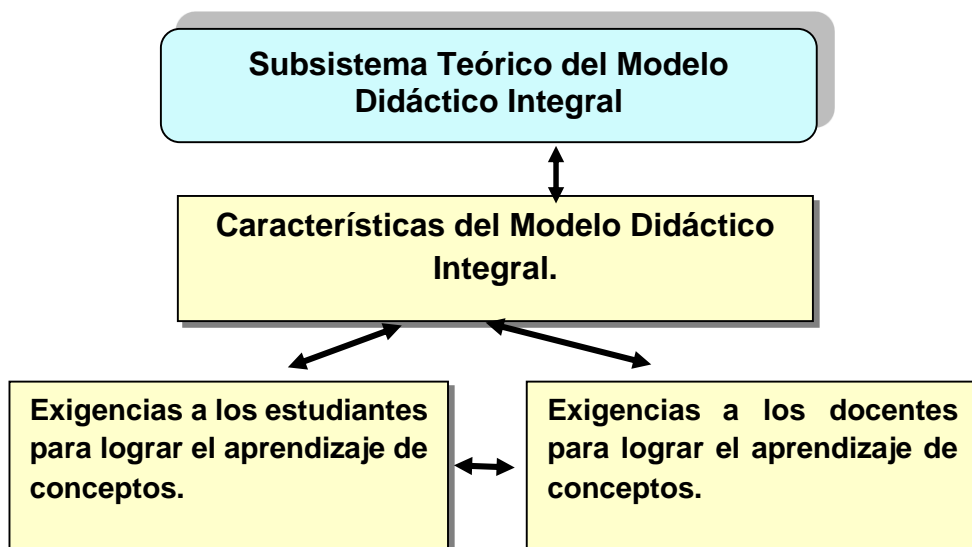 Subsistema Teórico del Modelo
Didáctico Integral
Característícas del Modelo Didáctico
Integral.
Exigencias a los estudiantes
para lograr el aprendizaje de
conceptos.
Exigencias a los docentes
para lograr el aprendizaje de
conceptos.